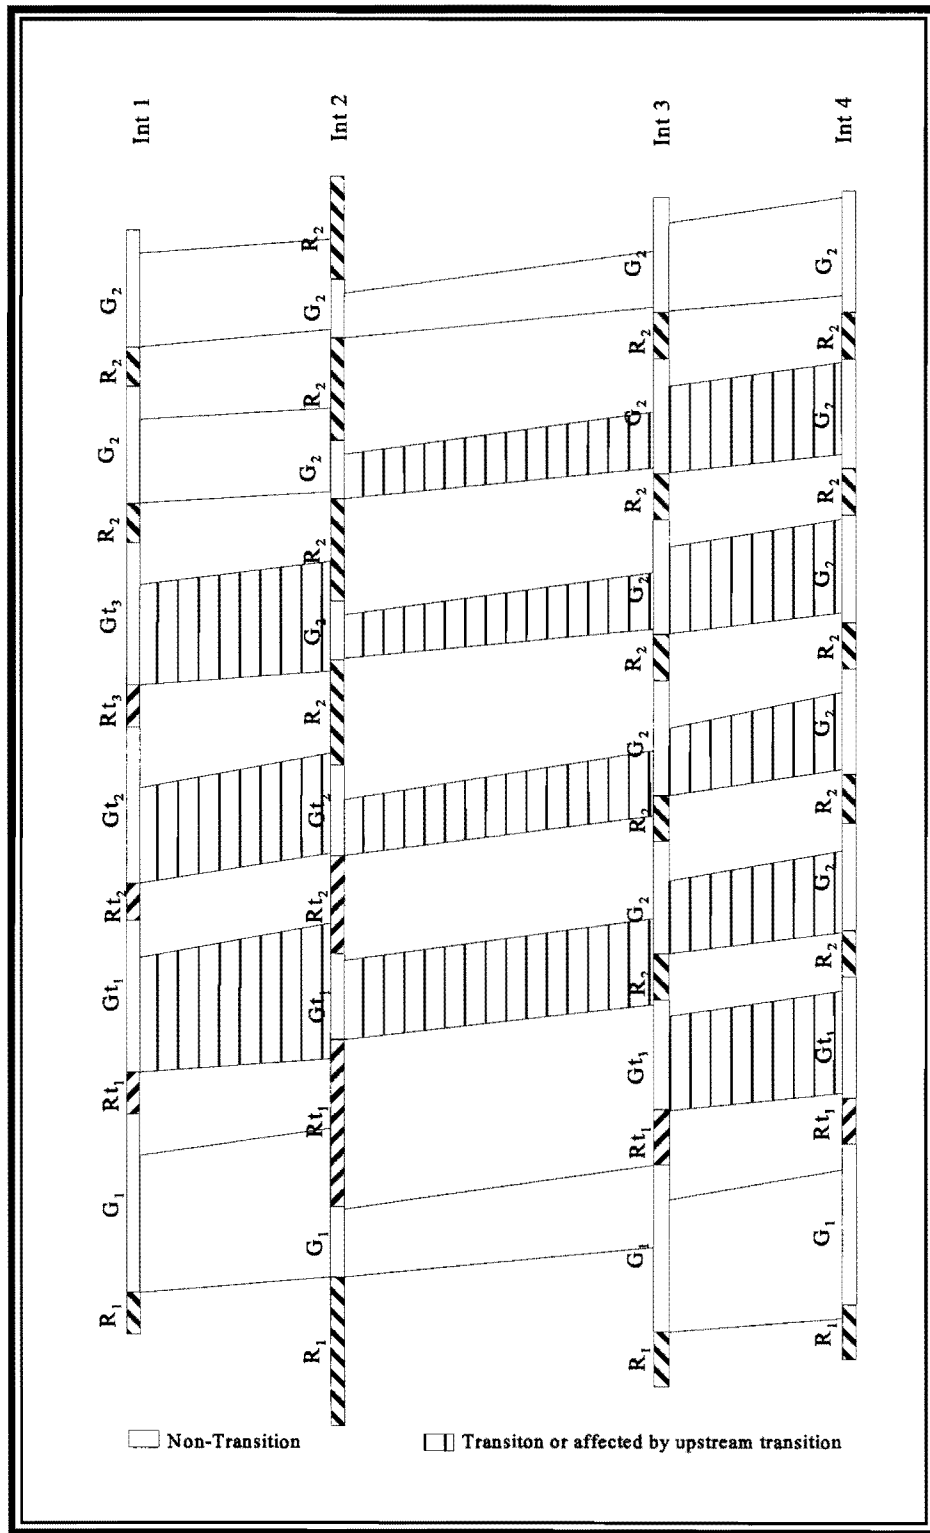 R₁ G₁ Rt₁ Gt₁ Rt₂ Gt₂ Rt₃ Gt₃ R₂ G₂ R₂ G₂ Int 1
R₁ G₁ Rt₁ Gt₁ Rt₂ Gt₂ R₂ G₂ R₂ G₂ R₂ G₂ R₂ Int 2
R₁ G₁ Rt₁ Gt₁ R₂ G₂ R₂ G₂ R₂ G₂ R₂ G₂ R₂ G₂ Int 3
R₁ G₁ Rt₁ Gt₁ R₂ G₂ R₂ G₂ R₂ G₂ R₂ G₂ R₂ G₂ Int 4
Non-Transition
Transiton or affected by upstream transition